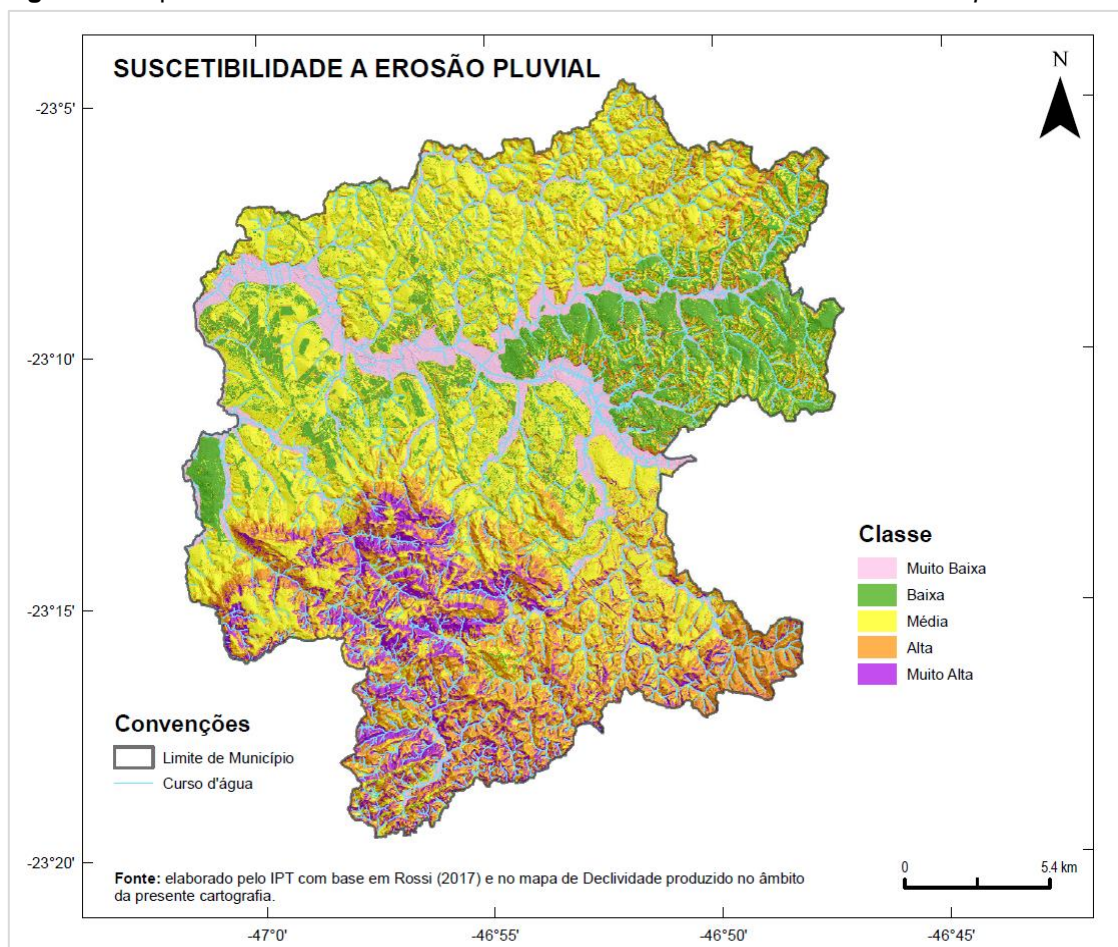 SUSCETIBILIDADE A EROSÃO PLUVIAL
N
-23°5'
-23°10'
-23°15'
-23°20'
Classe
Muito Baixa
Baixa
Média
Alta
Muito Alta
Convenções
Limite de Município
Curso d'água
0 5.4 km
Fonte: elaborado pelo IPT com base em Rossi (2017) e no mapa de Declividade produzido no âmbito
da presente cartografia.
-47°0' -46°55' -46°50' -46°45'